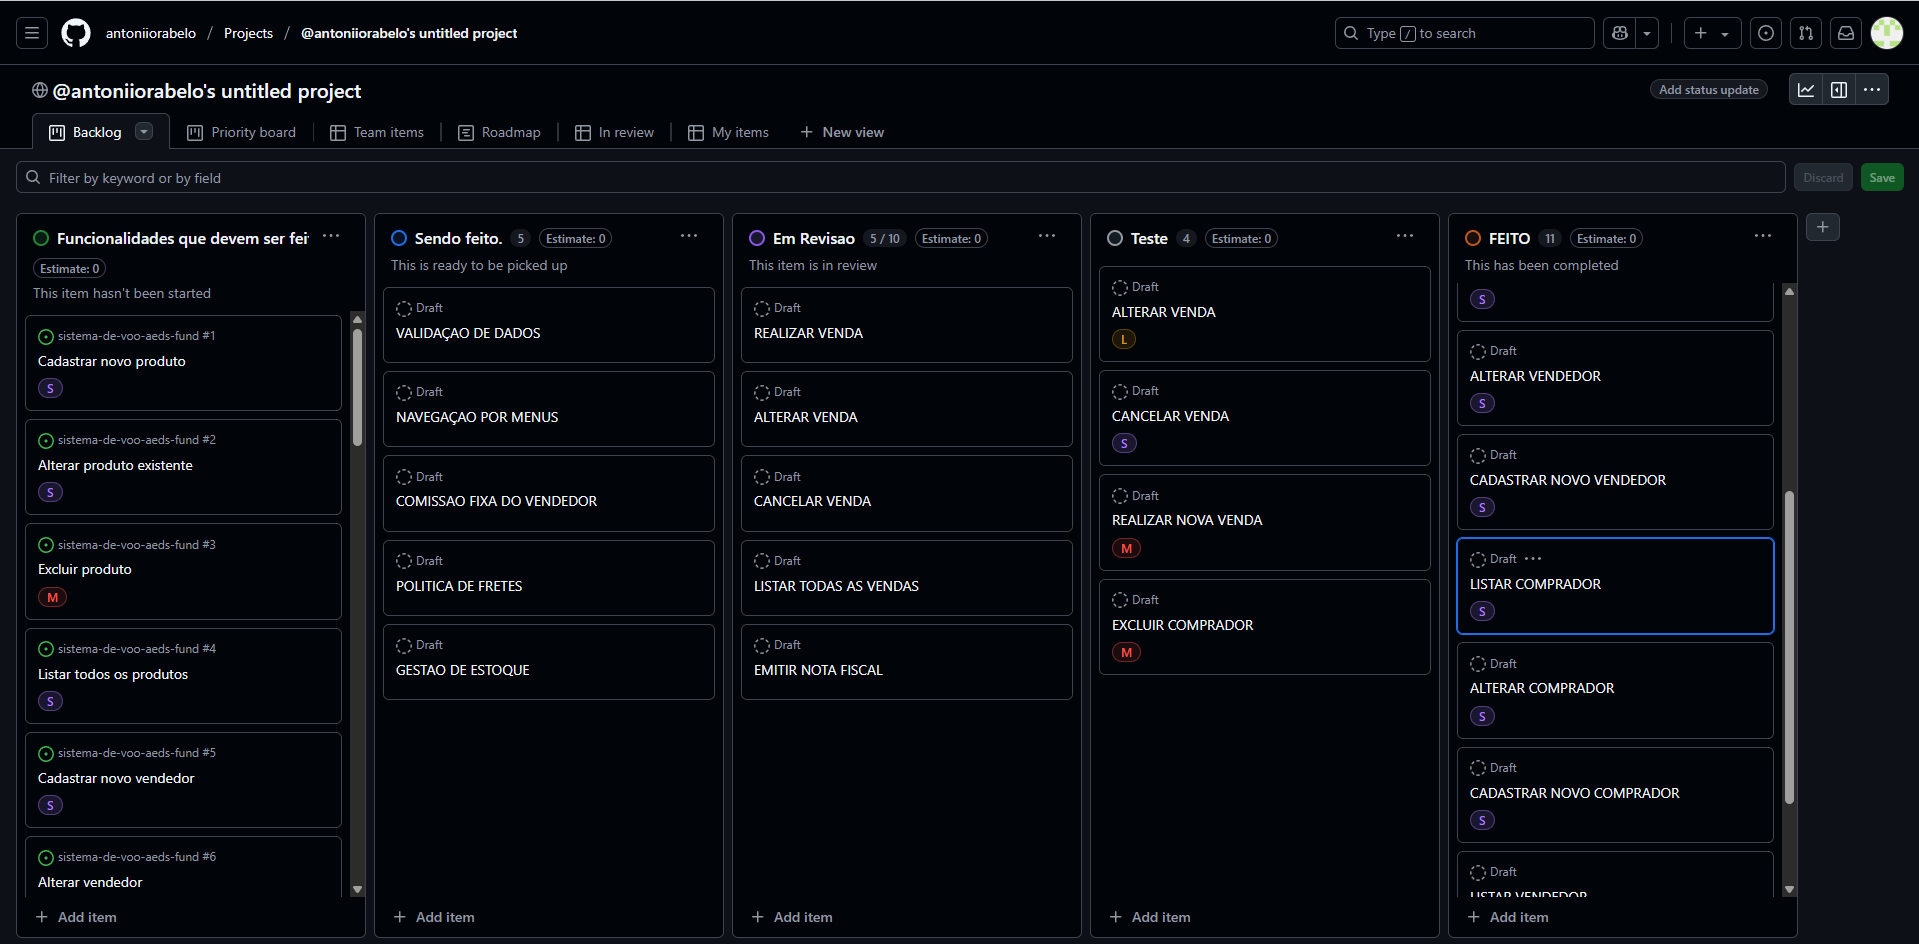 antoniiorabelo / Projects / @antoniiorabelo's untitled project
Type / to search
@antoniiorabelo's untitled project
Add status update
Backlog
Priority board
Team items
Roadmap
In review
My items
New view
Filter by keyword or by field
Discard
Save
Funcionalidades que devem ser fei
Estimate: 0
This item hasn't been started
sistema-de-voo-aeds-fund #1
Cadastrar novo produto
S
sistema-de-voo-aeds-fund #2
Alterar produto existente
S
sistema-de-voo-aeds-fund #3
Excluir produto
M
sistema-de-voo-aeds-fund #4
Listar todos os produtos
S
sistema-de-voo-aeds-fund #5
Cadastrar novo vendedor
S
sistema-de-voo-aeds-fund #6
Alterar vendedor
Add item
Sendo feito. 5 Estimate: 0
This is ready to be picked up
Draft
VALIDAÇAO DE DADOS
Draft
NAVEGAÇAO POR MENUS
Draft
COMISSAO FIXA DO VENDEDOR
Draft
POLITICA DE FRETES
Draft
GESTAO DE ESTOQUE
Add item
Em Revisao 5 / 10 Estimate: 0
This item is in review
Draft
REALIZAR VENDA
Draft
ALTERAR VENDA
Draft
CANCELAR VENDA
Draft
LISTAR TODAS AS VENDAS
Draft
EMITIR NOTA FISCAL
Add item
Teste 4 Estimate: 0
Draft
ALTERAR VENDA
L
Draft
CANCELAR VENDA
S
Draft
REALIZAR NOVA VENDA
M
Draft
EXCLUIR COMPRADOR
M
Add item
FEITO 11 Estimate: 0
This has been completed
S
Draft
ALTERAR VENDEDOR
S
Draft
CADASTRAR NOVO VENDEDOR
S
Draft
LISTAR COMPRADOR
S
Draft
ALTERAR COMPRADOR
S
Draft
CADASTRAR NOVO COMPRADOR
S
Draft
LISTAR VENDEDOR
Add item